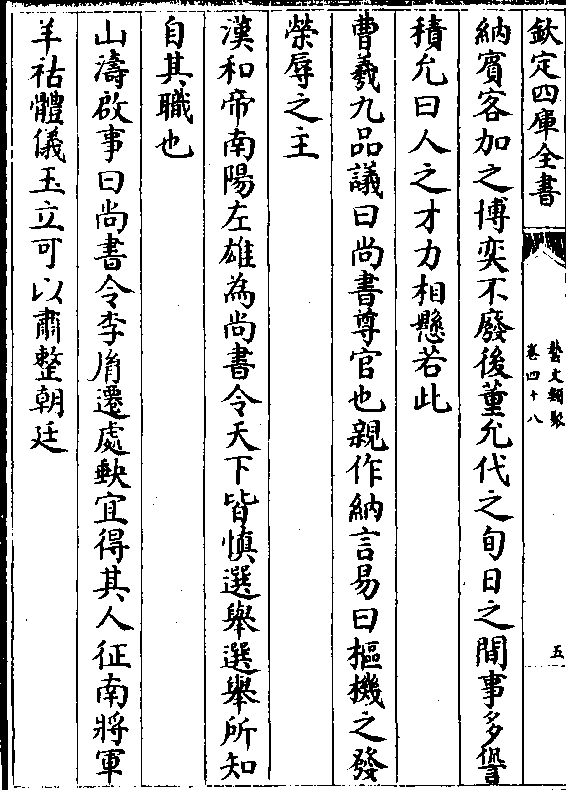 欽定四庫全書
藝文類聚
卷四十八
五
納賓客加之博奕不廢後董允代之旬日之間事多愆
積允曰人之才力相懸若此
曹羲九品議曰尚書尊官也親作納言易曰樞機之發
榮辱之主
漢和帝南陽左雄為尚書令天下皆慎選舉選舉所知
自其職也
山濤啟事曰尚書令李胤遷處缺宜得其人征南將軍
羊祜體儀玉立可以肅整朝廷